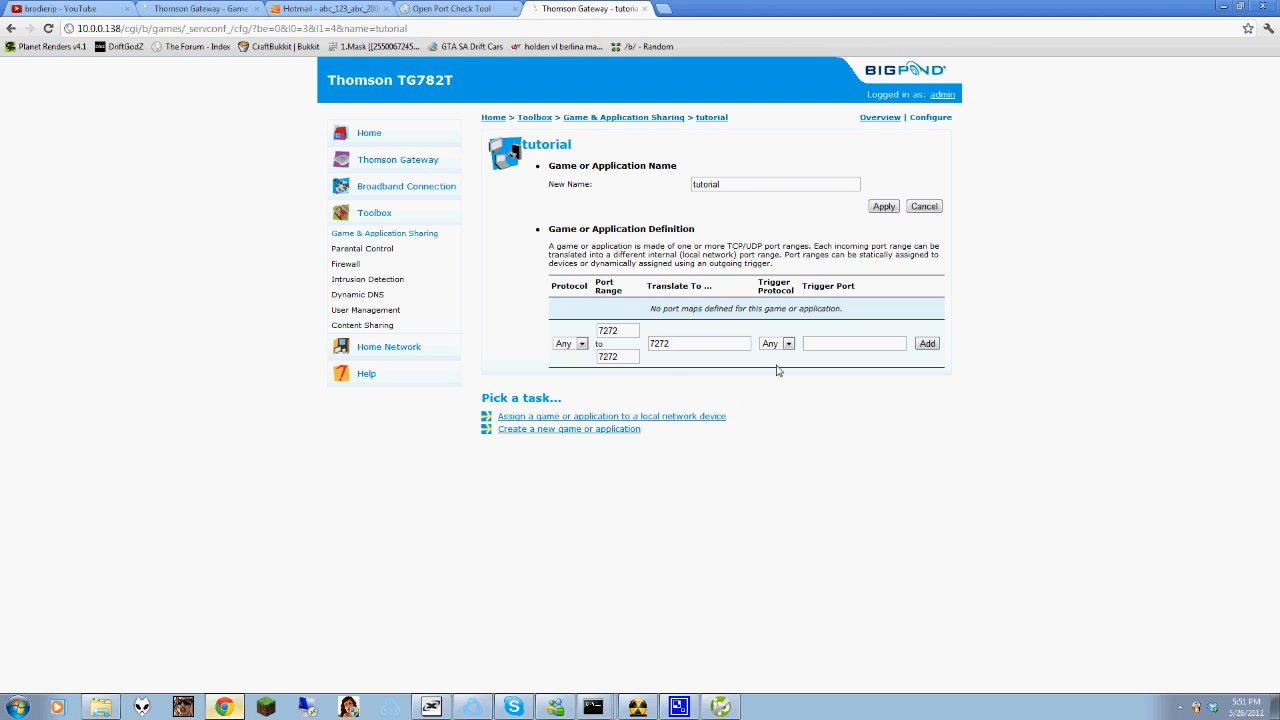 brodierip - YouTube
Thomson Gateway - Game
Hotmail - abc_123_abc_200
Open Port Check Tool
Thomson Gateway - tutoria
10.0.0.138/cgi/b/games/_servconf_/cfg/?be=0&l0=3&l1=4&name=tutorial
Planet Renders v4.1
DriftGodZ
The Forum - Index
CraftBukkit | Bukkit
1.Mask [[2550067245...
GTA SA Drift Cars
holden vl berlina ma...
/b/ - Random
Thomson TG782T
BIGPOND
Logged in as: admin
Home > Toolbox > Game & Application Sharing > tutorial
Overview | Configure
Home
Thomson Gateway
Broadband Connection
Toolbox
Game & Application Sharing
Parental Control
Firewall
Intrusion Detection
Dynamic DNS
User Management
Content Sharing
Home Network
Help
tutorial
Game or Application Name
New Name:
tutorial
Apply
Cancel
Game or Application Definition
A game or application is made of one or more TCP/UDP port ranges. Each incoming port range can be
translated into a different internal (local network) port range. Port ranges can be statically assigned to
devices or dynamically assigned using an outgoing trigger.
Protocol
Port Range
Translate To ...
Trigger Protocol
Trigger Port
No port maps defined for this game or application.
Any
7272
to
7272
7272
Any
Add
Pick a task...
Assign a game or application to a local network device
Create a new game or application
5:51 PM
5/26/2012